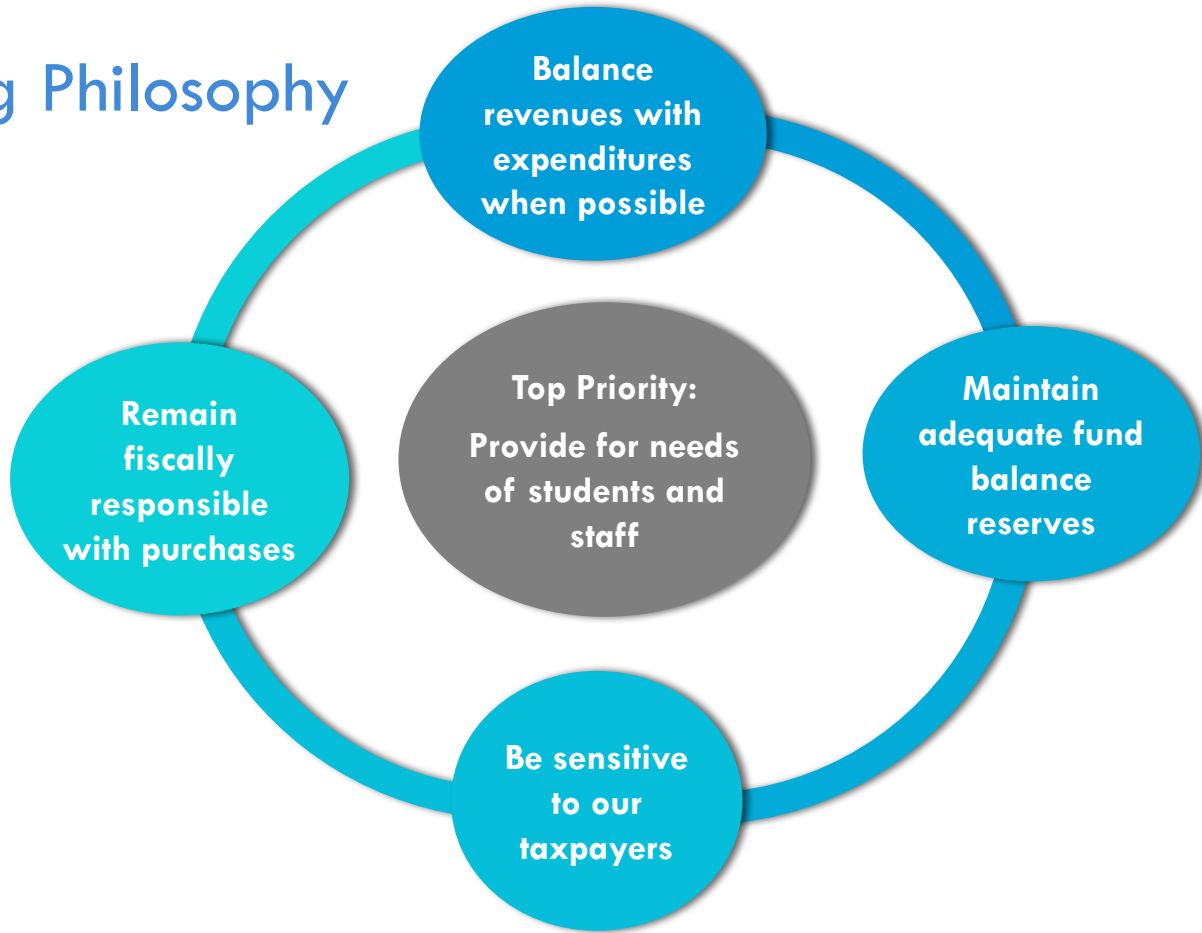 g Philosophy
Balance
revenues with
expenditures
when possible
Top Priority:
Provide for needs
of students and
staff
Maintain
adequate fund
balance
reserves
Be sensitive
to our
taxpayers
Remain
fiscally
responsible
with purchases